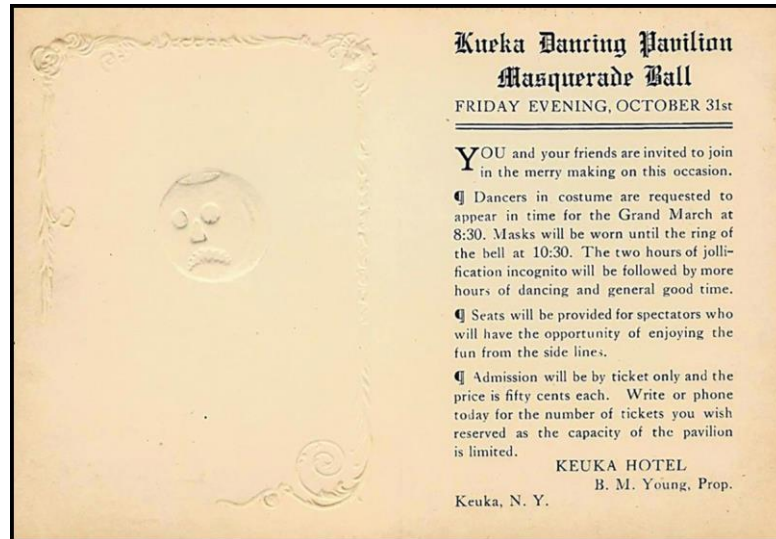 Kueka Dancing Pavilion
Masquerade Ball
FRIDAY EVENING, OCTOBER 31st
YOU and your friends are invited to join
in the merry making on this occasion.
¶ Dancers in costume are requested to
appear in time for the Grand March at
8:30. Masks will be worn until the ring of
the bell at 10:30. The two hours of jolli-
fication incognito will be followed by more
hours of dancing and general good time.
¶ Seats will be provided for spectators who
will have the opportunity of enjoying the
fun from the side lines.
¶ Admission will be by ticket only and the
price is fifty cents each. Write or phone
today for the number of tickets you wish
reserved as the capacity of the pavilion
is limited.
KEUKA HOTEL
B. M. Young, Prop.
Keuka, N. Y.